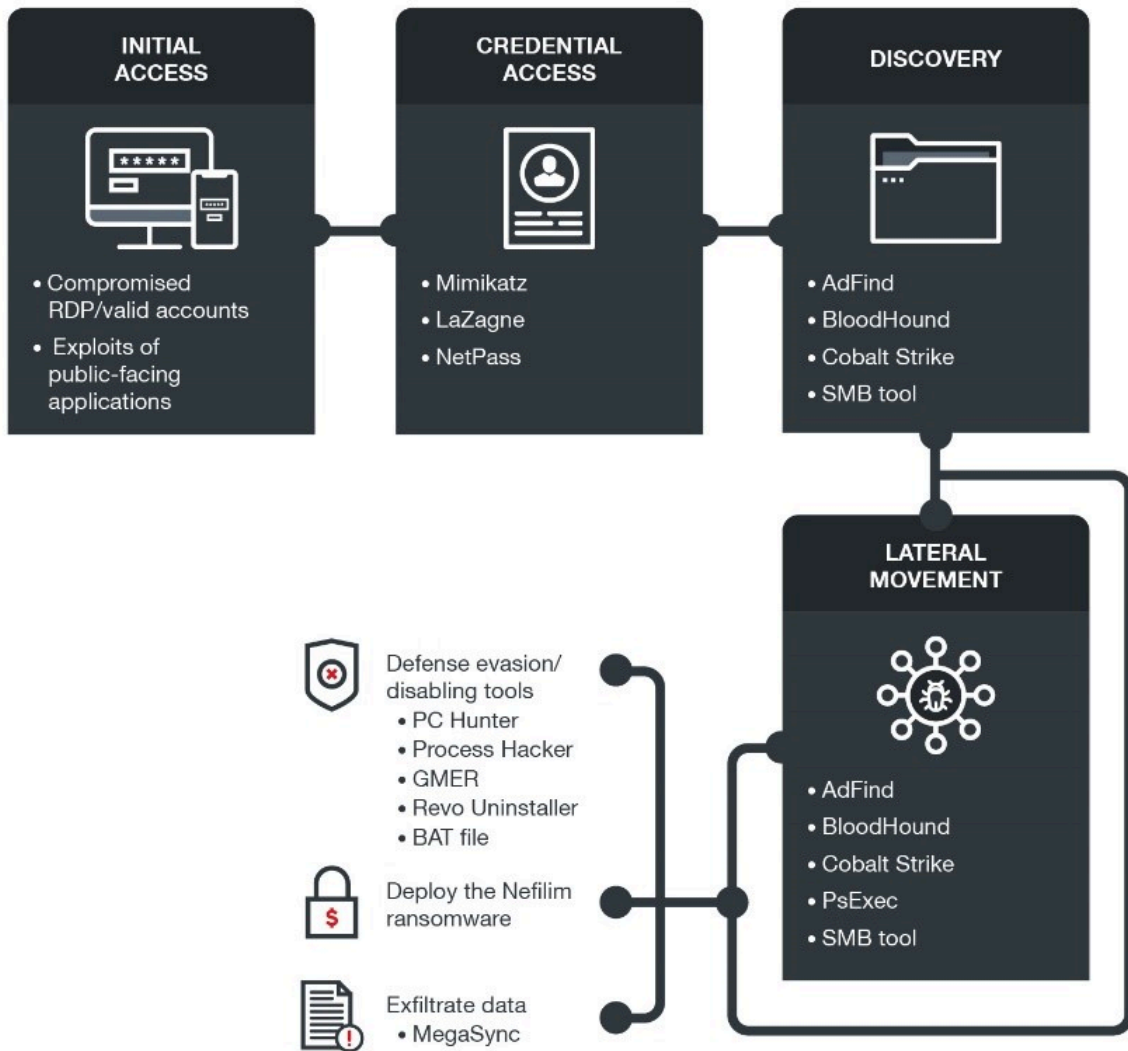 INITIAL
ACCESS
*****
• Compromised
RDP/valid accounts
• Exploits of
public-facing
applications
CREDENTIAL
ACCESS
• Mimikatz
• LaZagne
• NetPass
DISCOVERY
• AdFind
• BloodHound
• Cobalt Strike
• SMB tool
LATERAL
MOVEMENT
• AdFind
• BloodHound
• Cobalt Strike
• PsExec
• SMB tool
Defense evasion/
disabling tools
• PC Hunter
• Process Hacker
• GMER
• Revo Uninstaller
• BAT file
$
Deploy the Nefilim
ransomware
!
Exfiltrate data
• MegaSync